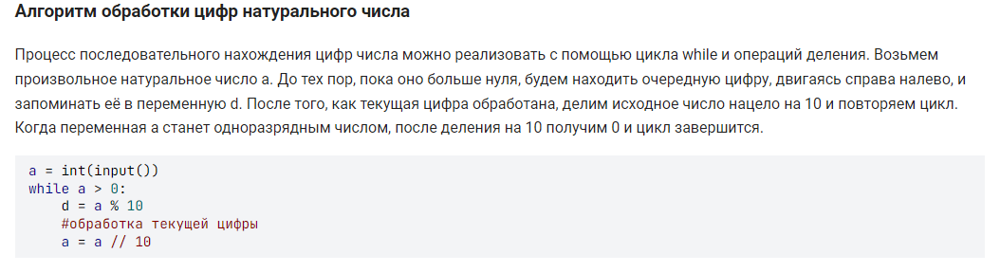 Алгоритм обработки цифр натурального числа
Процесс последовательного нахождения цифр числа можно реализовать с помощью цикла while и операций деления. Возьмем
произвольное натуральное число a. До тех пор, пока оно больше нуля, будем находить очередную цифру, двигаясь справа налево, и
запоминать её в переменную d. После того, как текущая цифра обработана, делим исходное число нацело на 10 и повторяем цикл.
Когда переменная a станет одноразрядным числом, после деления на 10 получим 0 и цикл завершится.
a = int(input())
while a > 0:
    d = a % 10
    #обработка текущей цифры
    a = a // 10